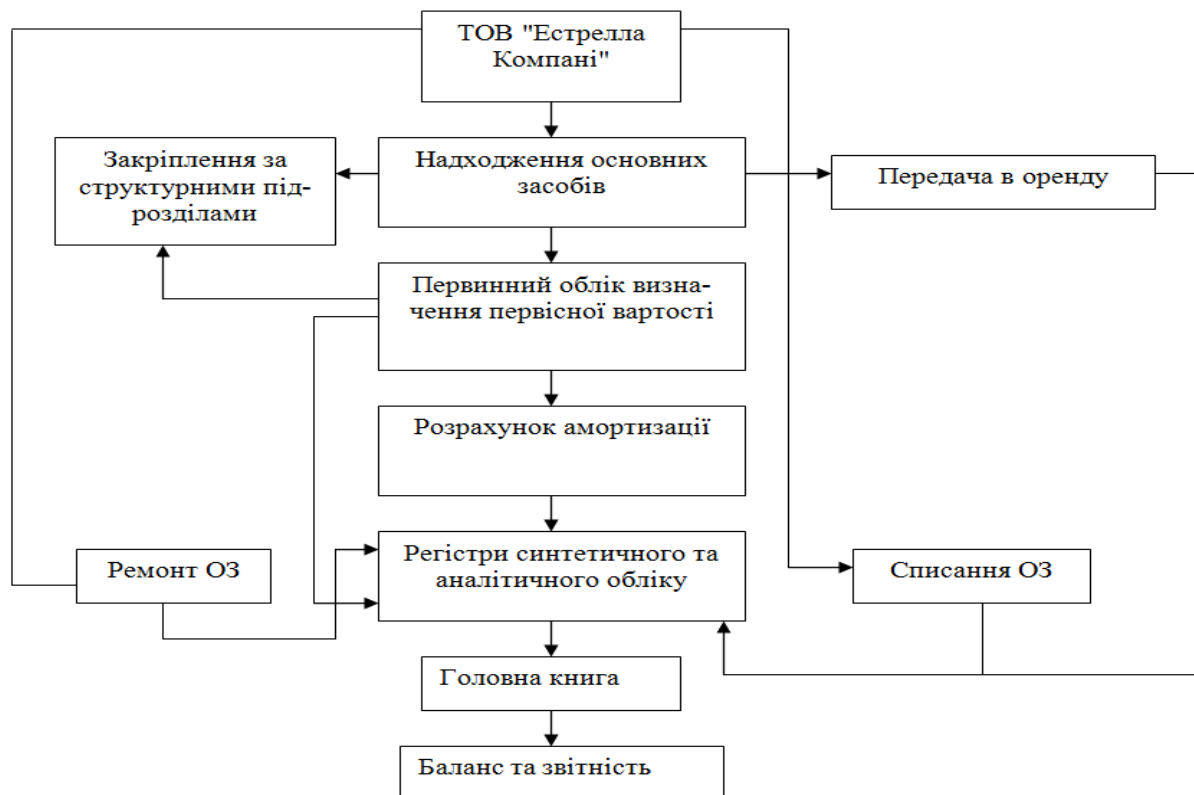 ТОВ "Естрелла
Компані"
Закріплення за
структурними під-
розділами
Надходження основних
засобів
Передача в оренду
Первинний облік визна-
чення первісної вартості
Розрахунок амортизації
Ремонт ОЗ
Регістри синтетичного та
аналітичного обліку
Списання ОЗ
Головна книга
Баланс та звітність